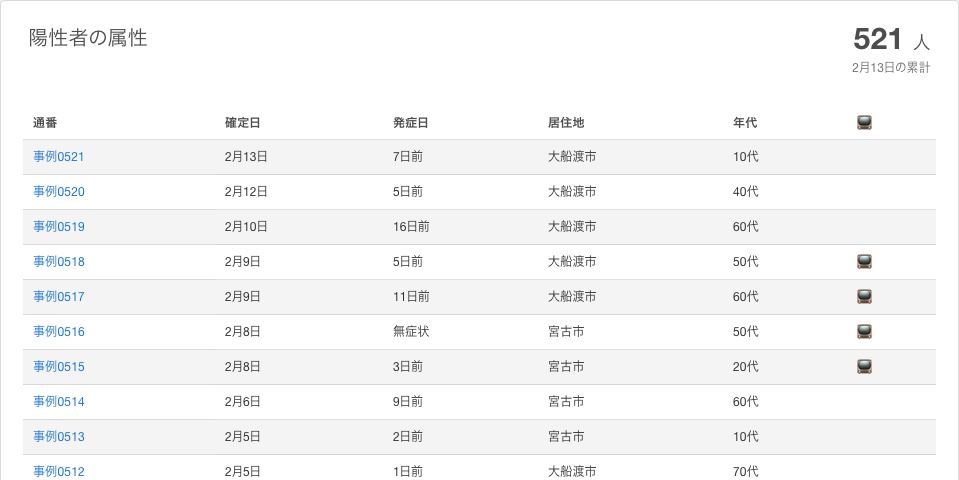 陽性者の属性
521 人
2月13日の累計
通番 確定日 発症日 居住地 年代
事例0521 2月13日 7日前 大船渡市 10代
事例0520 2月12日 5日前 大船渡市 40代
事例0519 2月10日 16日前 大船渡市 60代
事例0518 2月9日 5日前 大船渡市 50代
事例0517 2月9日 11日前 大船渡市 60代
事例0516 2月8日 無症状 宮古市 50代
事例0515 2月8日 3日前 宮古市 20代
事例0514 2月6日 9日前 宮古市 60代
事例0513 2月5日 2日前 宮古市 10代
事例0512 2月5日 1日前 大船渡市 70代